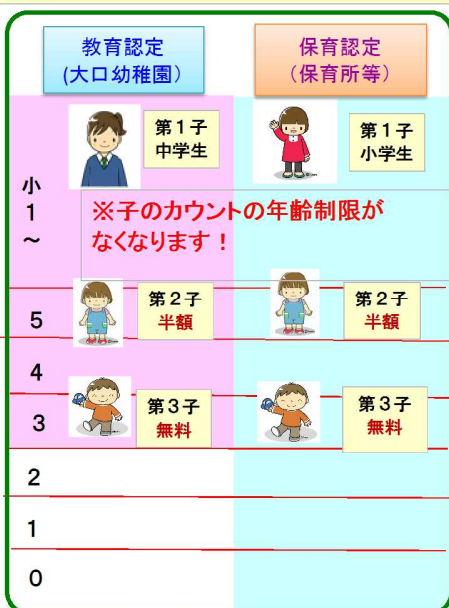 教育認定
(大口幼稚園)
保育認定
(保育所等)
第1子
中学生
第1子
小学生
小
1
~
※子のカウントの年齢制限が
なくなります!
第2子
半額
第2子
半額
5
4
第3子
無料
第3子
無料
3
2
1
0